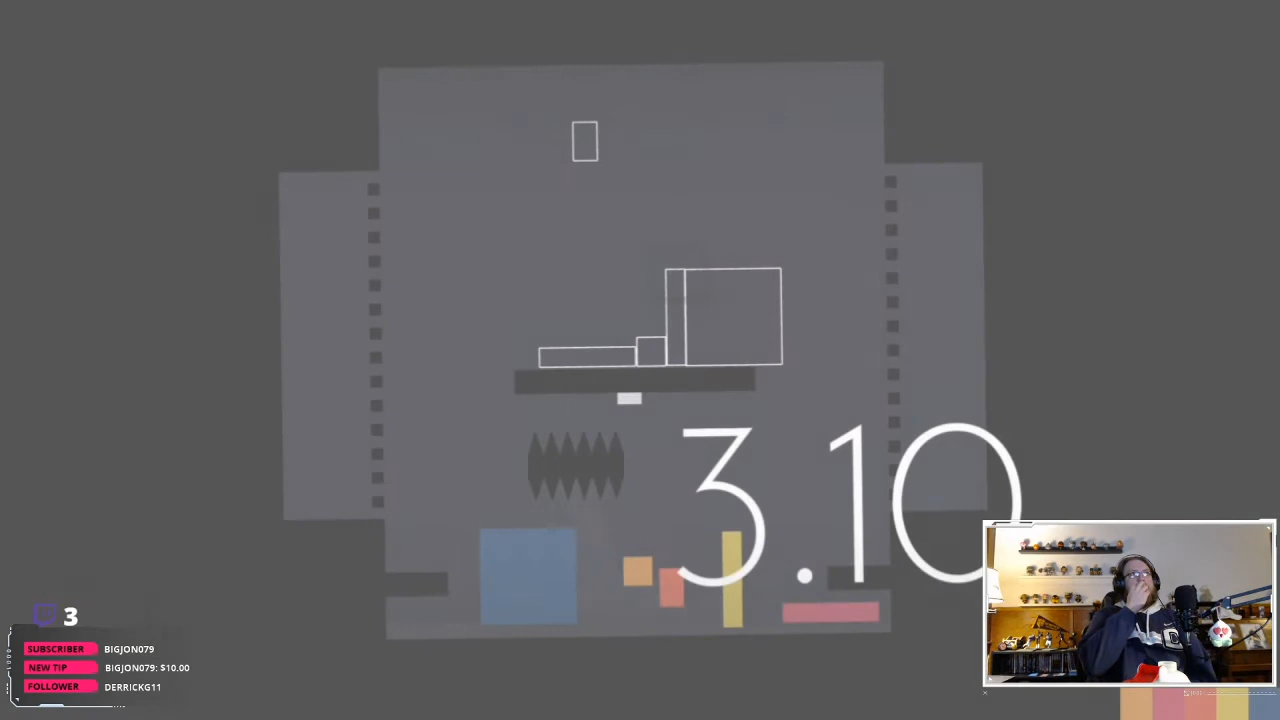 3.10
3
SUBSCRIBER BIGJON079
NEW TIP BIGJON079: $10.00
FOLLOWER DERRICKG11